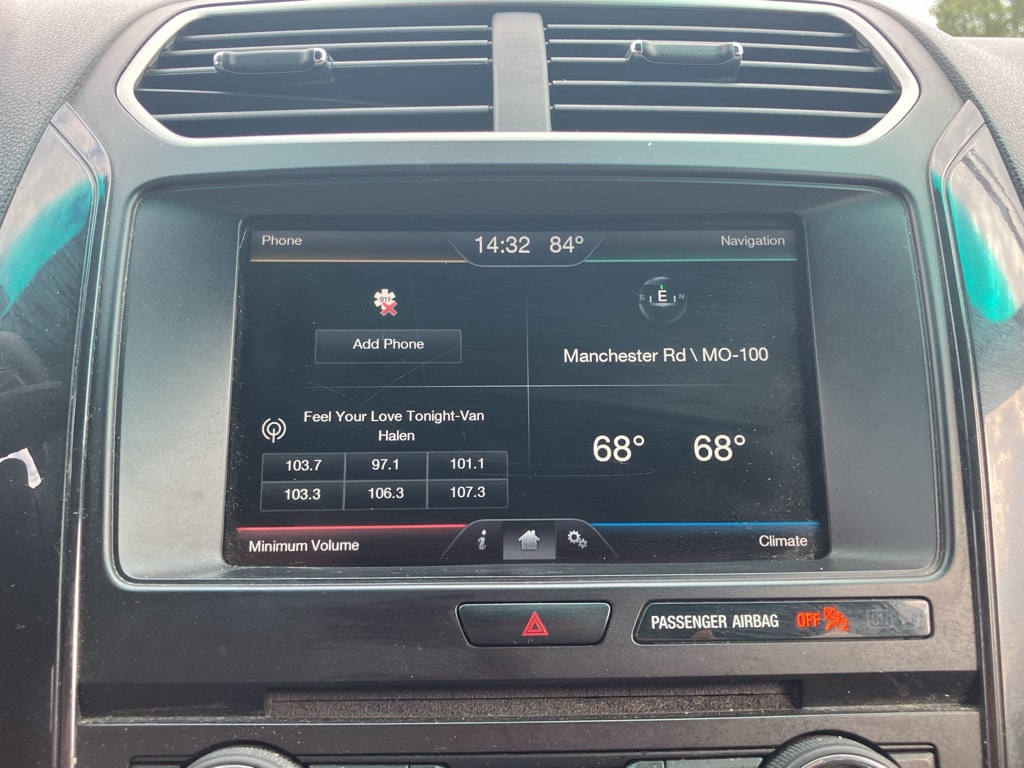 Phone
14:32 84°
Navigation
911
S E N
Add Phone
Manchester Rd \ MO-100
Feel Your Love Tonight-Van
Halen
68° 68°
103.7 97.1 101.1
103.3 106.3 107.3
Minimum Volume
i
Climate
PASSENGER AIRBAG OFF